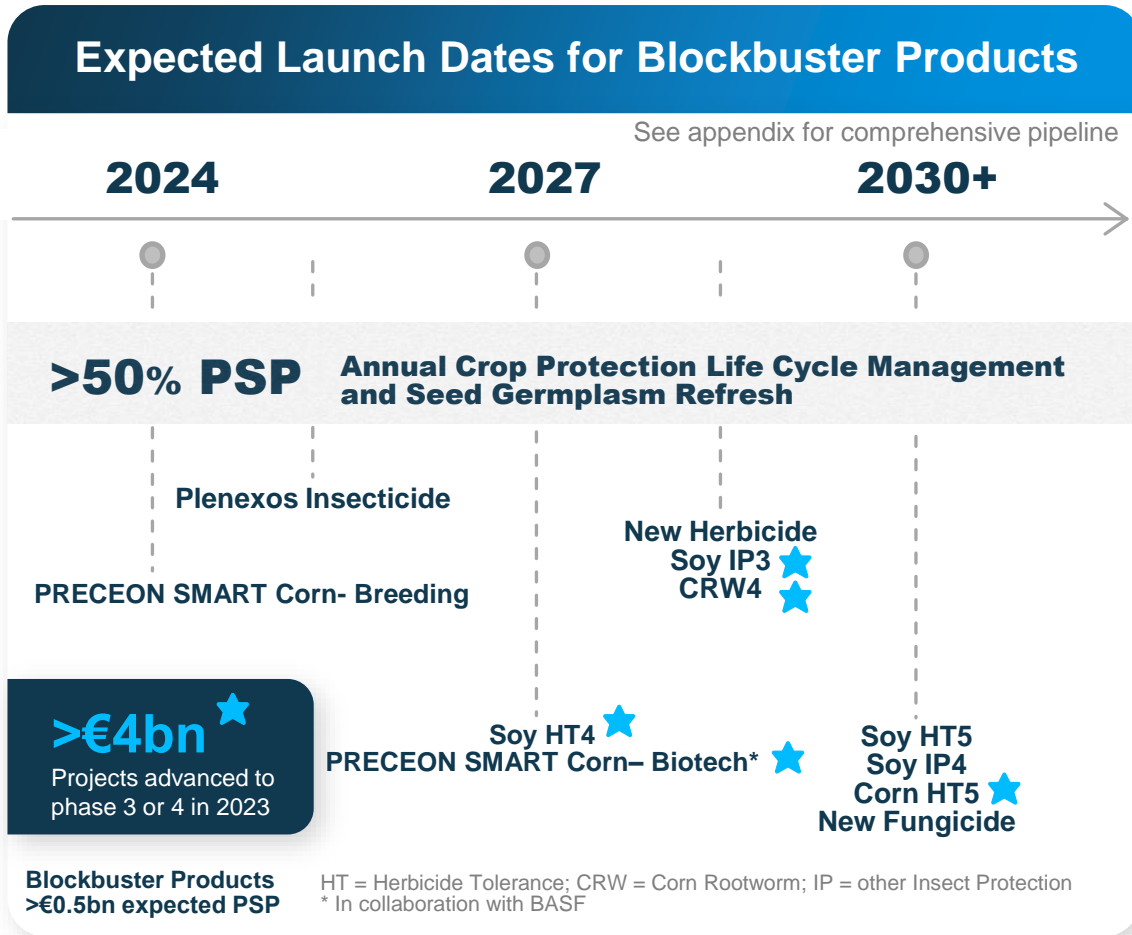 Expected Launch Dates for Blockbuster Products
See appendix for comprehensive pipeline
2024
2027
2030+
>50% PSP
Annual Crop Protection Life Cycle Management
and Seed Germplasm Refresh
Plenexos Insecticide
PRECEON SMART Corn- Breeding
New Herbicide
Soy IP3
CRW4
>€4bn
Projects advanced to
phase 3 or 4 in 2023
Soy HT4
PRECEON SMART Corn– Biotech*
Soy HT5
Soy IP4
Corn HT5
New Fungicide
Blockbuster Products
>€0.5bn expected PSP
HT = Herbicide Tolerance; CRW = Corn Rootworm; IP = other Insect Protection
* In collaboration with BASF